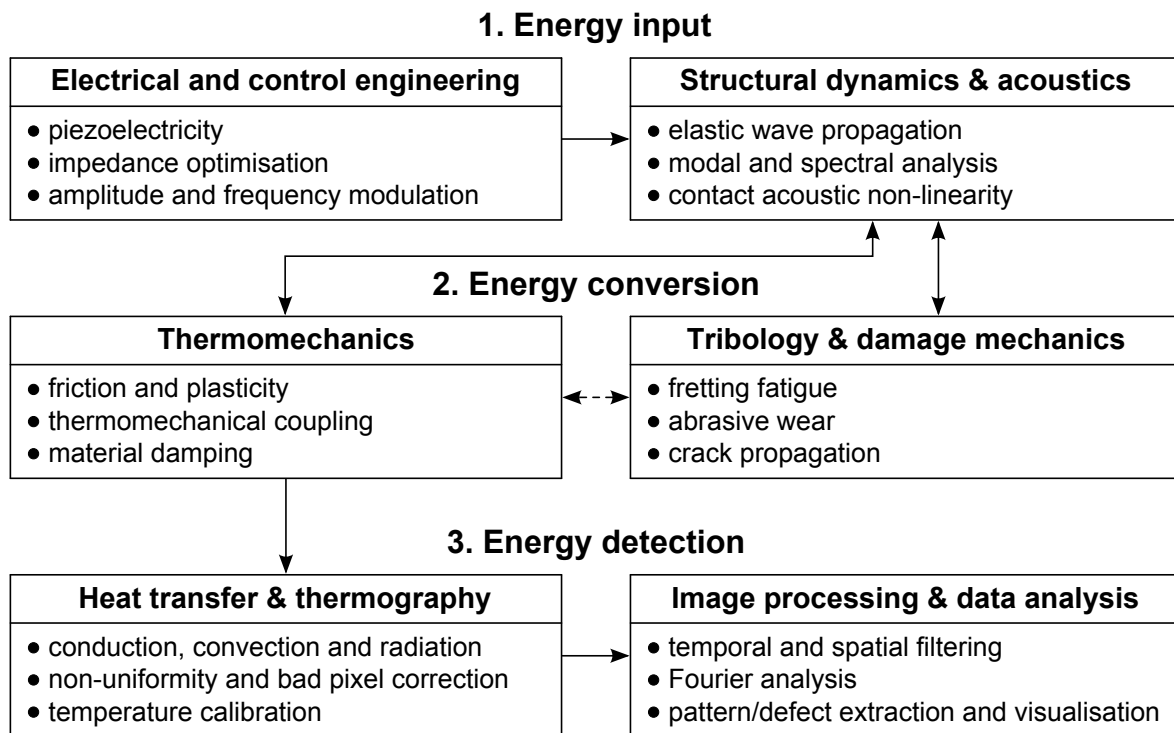 1. Energy input
Electrical and control engineering
● piezoelectricity
● impedance optimisation
● amplitude and frequency modulation
Structural dynamics & acoustics
● elastic wave propagation
● modal and spectral analysis
● contact acoustic non-linearity
2. Energy conversion
Thermomechanics
● friction and plasticity
● thermomechanical coupling
● material damping
Tribology & damage mechanics
● fretting fatigue
● abrasive wear
● crack propagation
3. Energy detection
Heat transfer & thermography
● conduction, convection and radiation
● non-uniformity and bad pixel correction
● temperature calibration
Image processing & data analysis
● temporal and spatial filtering
● Fourier analysis
● pattern/defect extraction and visualisation